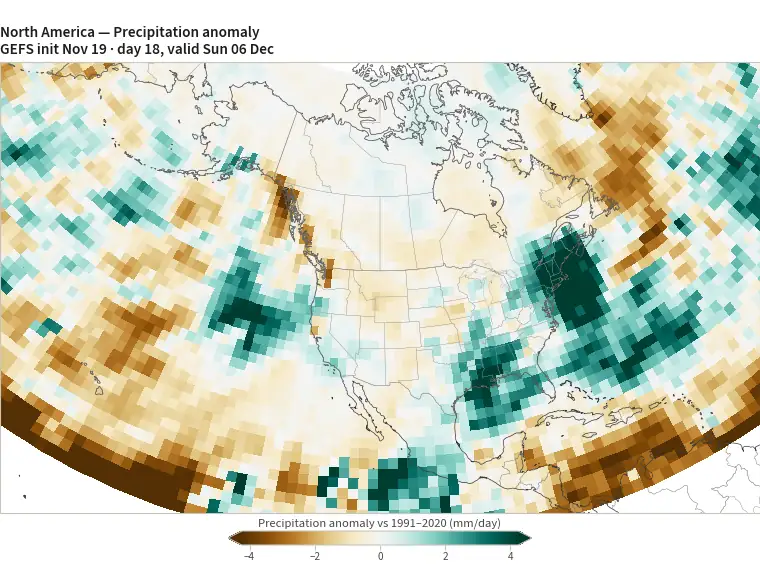 North America — Precipitation anomaly
GEFS init Nov 19 · day 18, valid Sun 06 Dec
Precipitation anomaly vs 1991–2020 (mm/day)
−4 −2 0 2 4